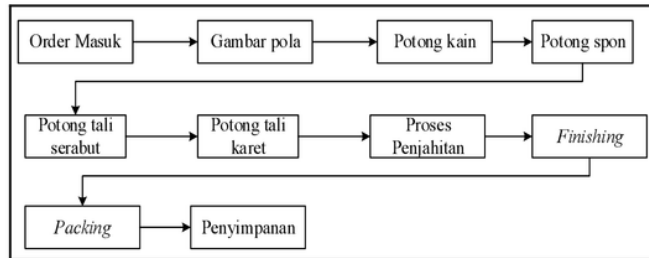 Order Masuk
Gambar pola
Potong kain
Potong spon
Potong tali
serabut
Potong tali
karet
Proses
Penjahitan
Finishing
Packing
Penyimpanan